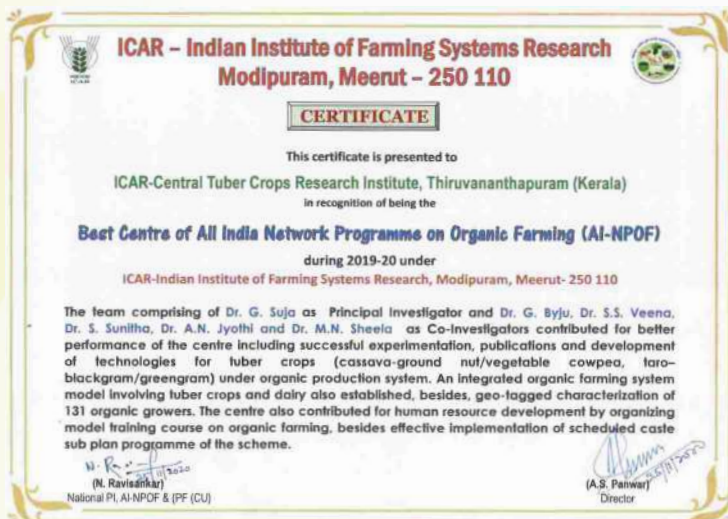 ICAR – Indian Institute of Farming Systems Research
Modipuram, Meerut – 250 110
CERTIFICATE
This certificate is presented to
ICAR-Central Tuber Crops Research Institute, Thiruvananthapuram (Kerala)
in recognition of being the
Best Centre of All India Network Programme on Organic Farming (AI-NPOF)
during 2019-20 under
ICAR-Indian Institute of Farming Systems Research, Modipuram, Meerut- 250 110
The team comprising of Dr. G. Suja as Principal Investigator and Dr. G. Byju, Dr. S.S. Veena,
Dr. S. Sunitha, Dr. A.N. Jyothi and Dr. M.N. Sheela as Co-Investigators contributed for better
performance of the centre including successful experimentation, publications and development
of technologies for tuber crops (cassava-ground nut/vegetable cowpea, taro–
blackgram/greengram) under organic production system. An integrated organic farming system
model involving tuber crops and dairy also established, besides, geo-tagged characterization of
131 organic growers. The centre also contributed for human resource development by organizing
model training course on organic farming, besides effective implementation of scheduled caste
sub plan programme of the scheme.
25/11/2020
(N. Ravisankar)
National PI, AI-NPOF & (PF (CU)
25/11/2020
(A.S. Panwar)
Director